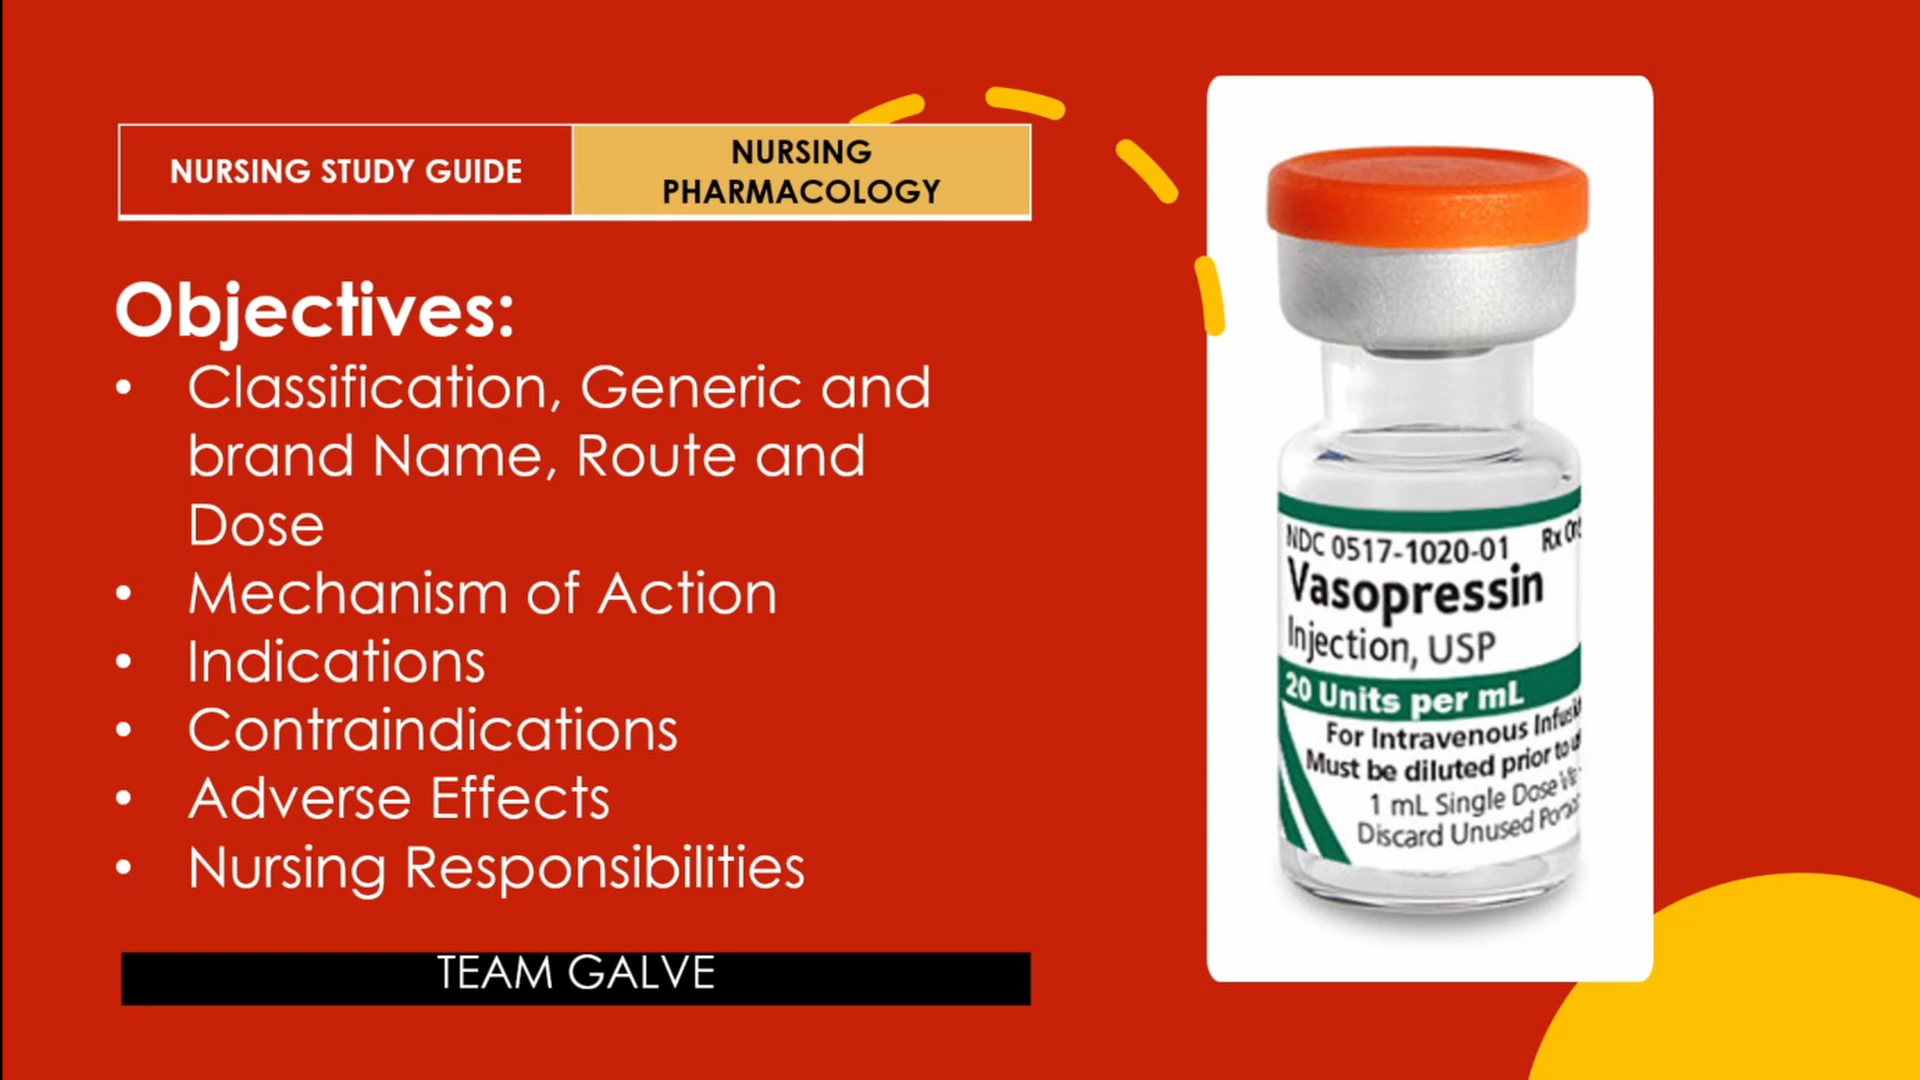 NURSING STUDY GUIDE
NURSING
PHARMACOLOGY
Objectives:
• Classification, Generic and
brand Name, Route and
Dose
• Mechanism of Action
• Indications
• Contraindications
• Adverse Effects
• Nursing Responsibilities
TEAM GALVE
NDC 0517-1020-01 Rx
Vasopressin
Injection, USP
20 Units per mL
For Intravenous
Must be diluted prior to
1 mL Single Dose
Discard Unused